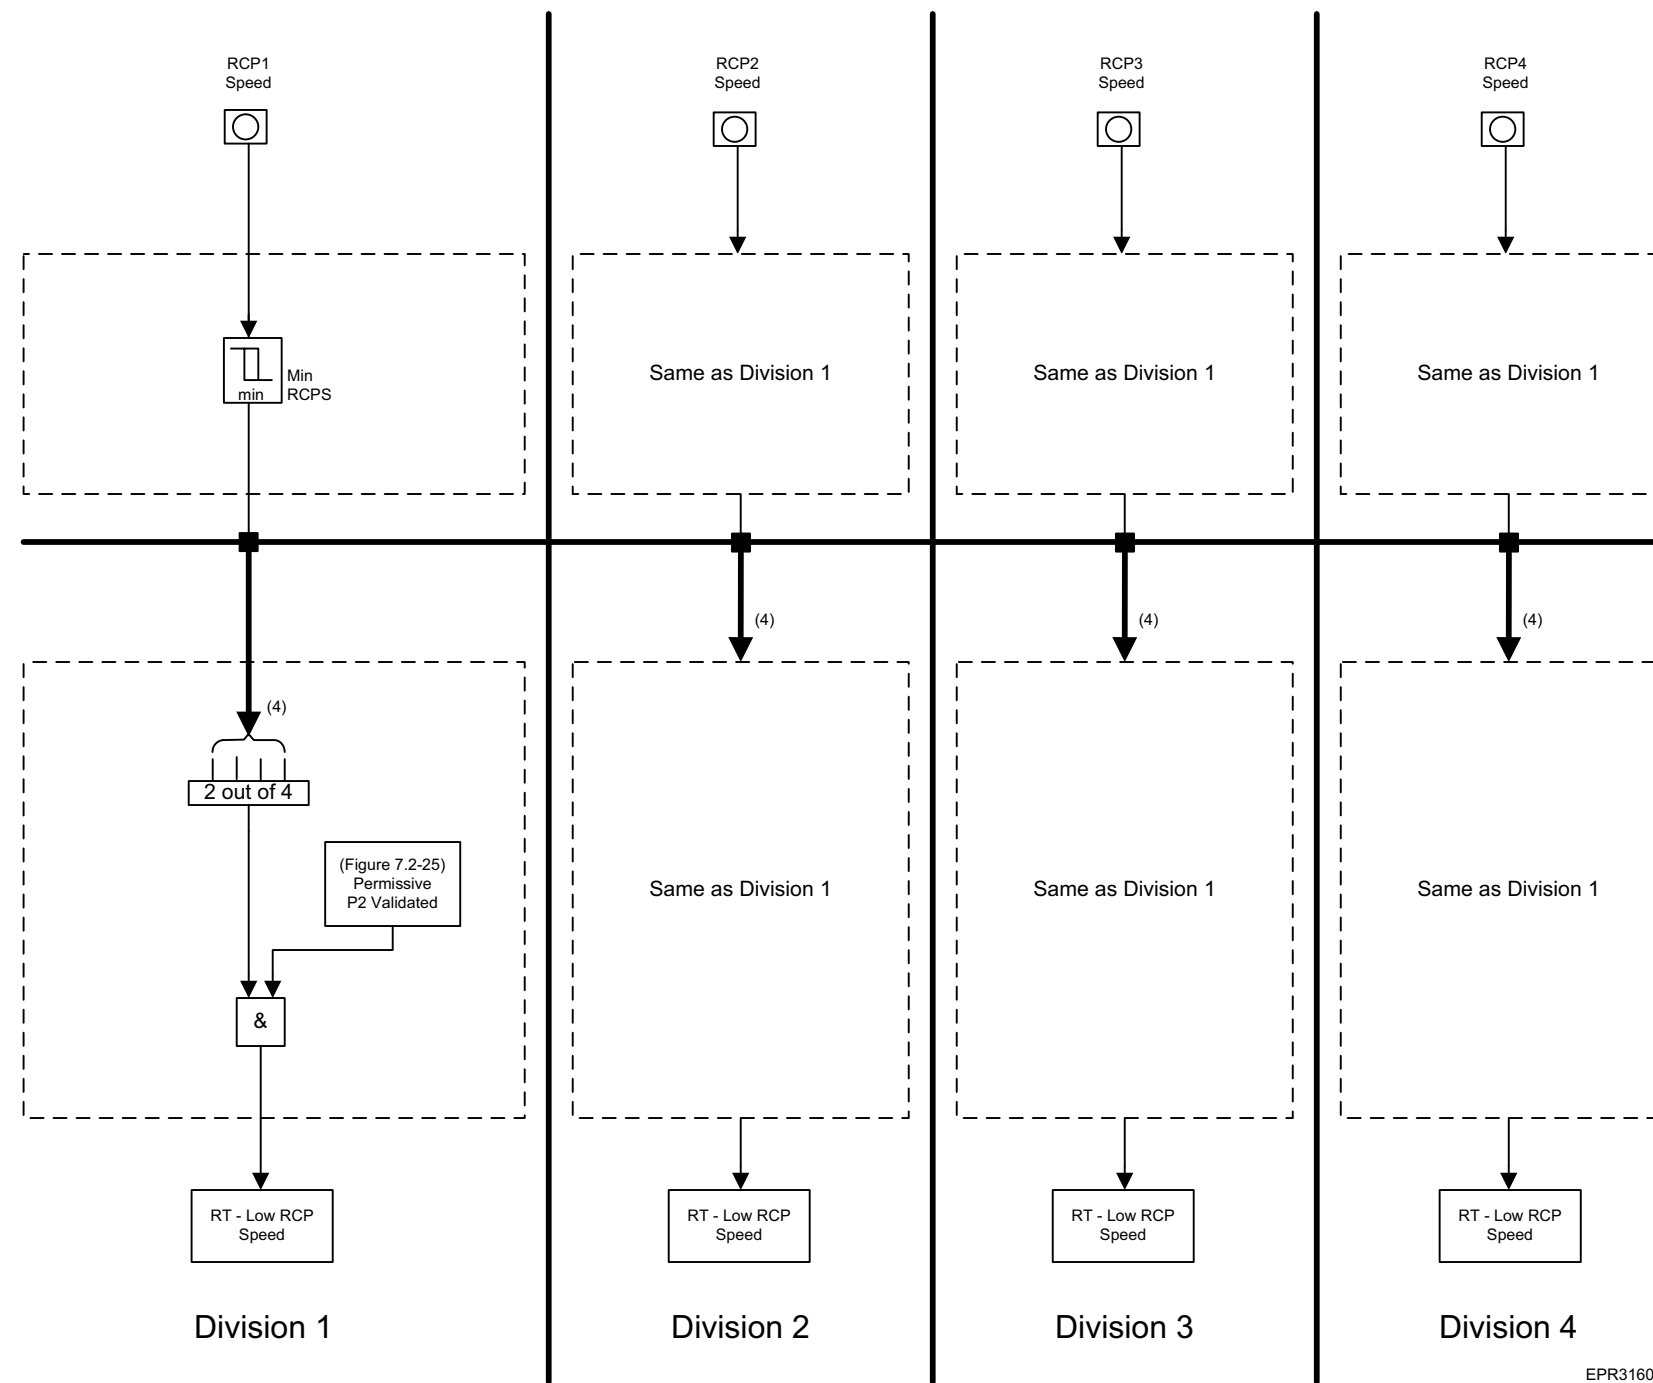 RCP1
Speed
RCP2
Speed
RCP3
Speed
RCP4
Speed
min
Min
RCPS
Same as Division 1
Same as Division 1
Same as Division 1
(4)
(4)
(4)
(4)
2 out of 4
(Figure 7.2-25)
Permissive
P2 Validated
&
Same as Division 1
Same as Division 1
Same as Division 1
RT - Low RCP
Speed
RT - Low RCP
Speed
RT - Low RCP
Speed
RT - Low RCP
Speed
Division 1
Division 2
Division 3
Division 4
EPR3160